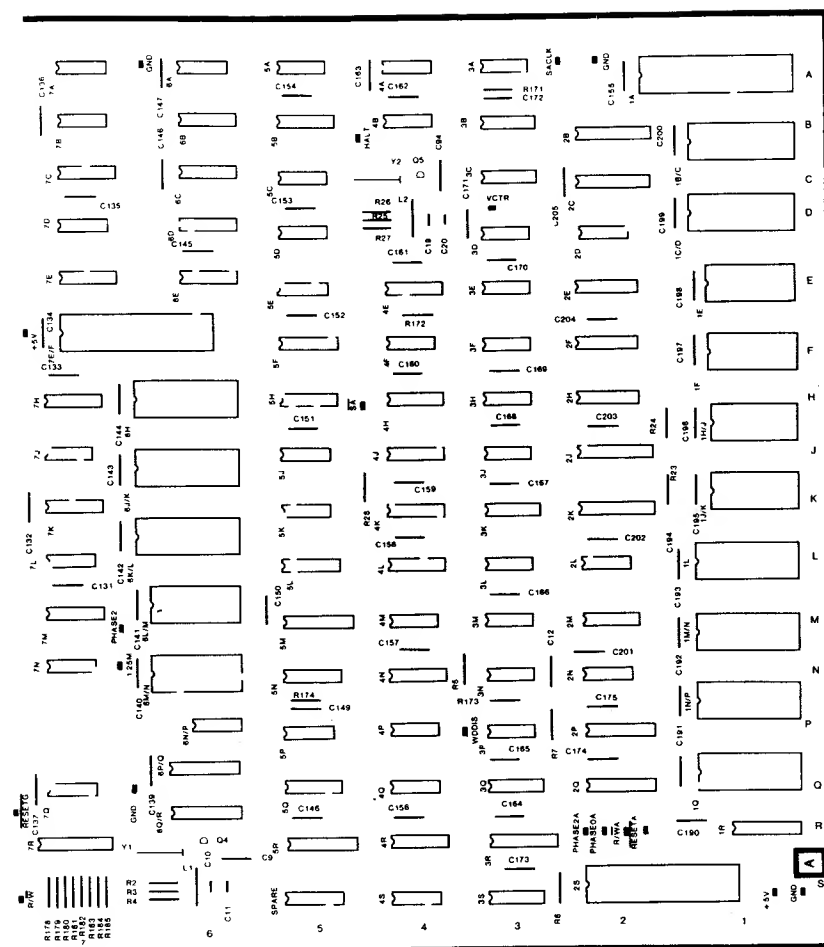 C136
7A
GND
6A
5A
C163
C162
4A
3A
SACLK
GND
C155
1A
A
C154
R171
C172
C147
C146
7B
6B
5B
HALT
4B
C94
3B
2B
C200
B
Y2
Q5
1B/C
7C
6C
5C
3C
C171
2C
C
C135
C153
R26
R25
R27
L2
C19
C20
VCTR
C205
C199
D
7D
6D
5D
3D
2D
1C/D
C145
C161
C170
7E
6E
5E
4E
3E
2E
C198
1E
E
C134
+5V
7E/F
C152
R172
C204
5F
4F
3F
2F
C197
1F
F
C133
C160
C169
7H
C144
6H
5H
SA
4H
3H
2H
H
C151
C168
C203
R24
C196
1H/J
7J
C143
5J
4J
3J
2J
J
6J/K
R28
C159
C167
R23
C195
1J/K
K
C132
7K
5K
4K
3K
2K
C142
6K/L
C158
C202
C194
7L
5L
4L
3L
2L
1L
L
C131
C150
C166
C193
7M
PHASE2
C141
6L/M
5M
4M
3M
2M
1M/N
M
C157
C12
C201
C192
7N
1.25M
C140
6M/N
5N
4N
R5
3N
2N
N
R174
C149
R173
C175
1N/P
6N/P
5P
4P
WDDIS
3P
R7
2P
P
C165
C174
C191
6P/Q
RESETG
C137
7Q
GND
C139
5Q
4Q
3Q
2Q
1Q
Q
6Q/R
C146
C156
C164
PHASE2A
PHASE0A
R/WA
RESETA
C190
1R
R
7R
Y1
Q4
C10
C9
5R
4R
3R
C173
A
R/W
R2
R3
R4
L1
C11
SPARE
4S
3S
R6
2S
+5V
GND
S
R178
R179
R180
R181
R182
R183
R184
R185
7
6
5
4
3
2
1